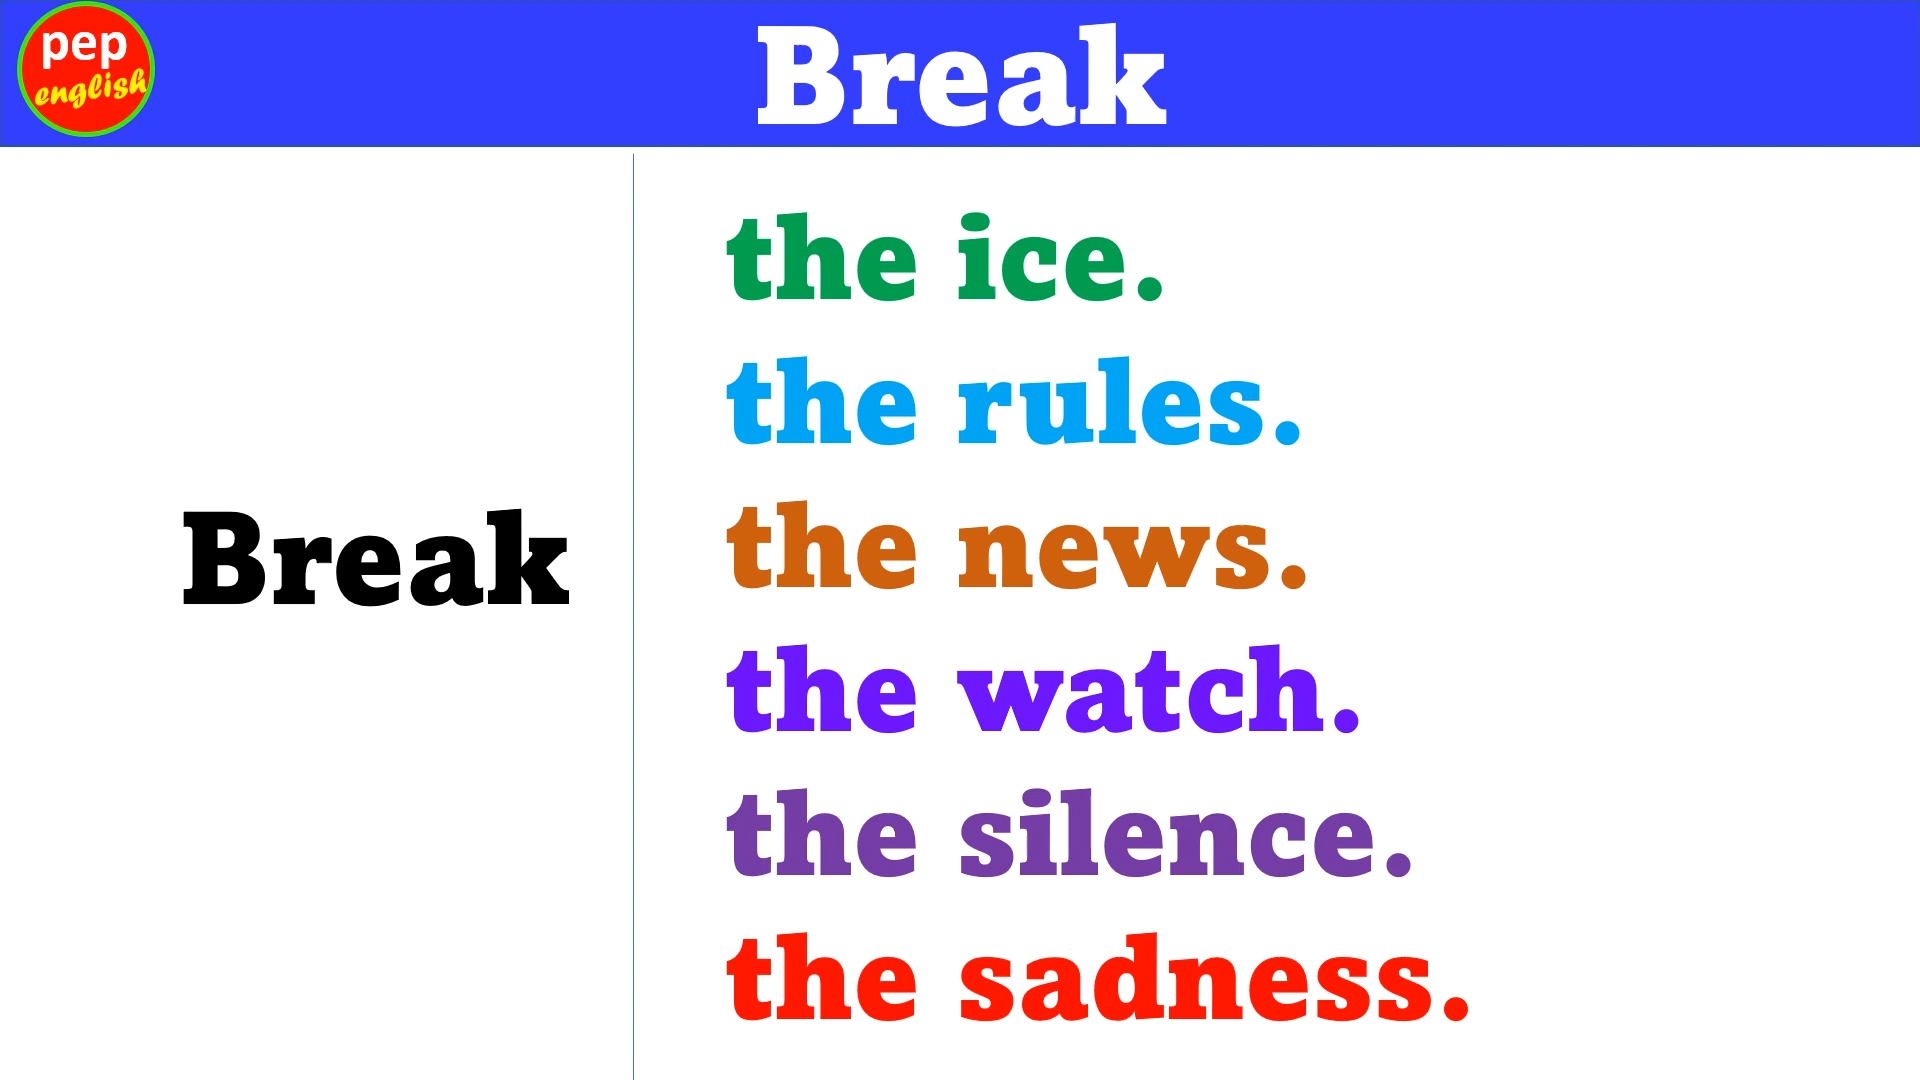 pep
english
Break
Break
the ice.
the rules.
the news.
the watch.
the silence.
the sadness.